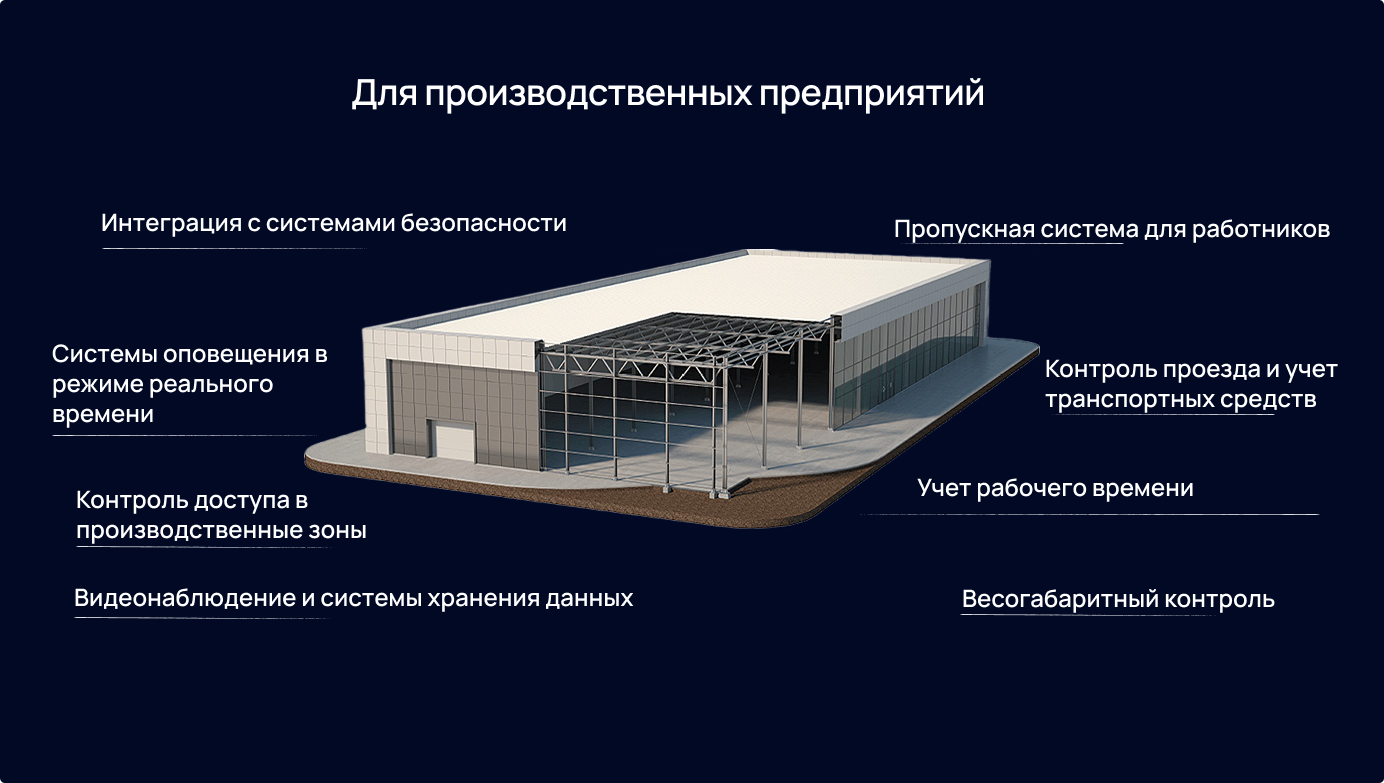 Для производственных предприятий
Интеграция с системами безопасности
Пропускная система для работников
Системы оповещения в
режиме реального
времени
Контроль проезда и учет
транспортных средств
Контроль доступа в
производственные зоны
Учет рабочего времени
Видеонаблюдение и системы хранения данных
Весогабаритный контроль